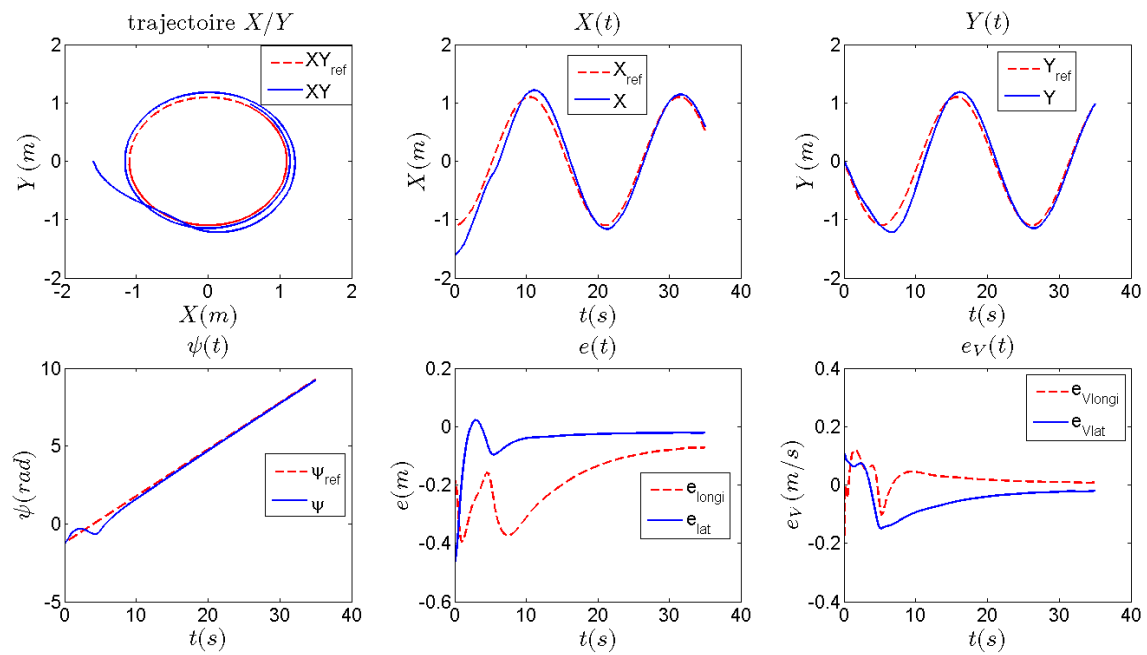 trajectoire X/Y
2
1
0
-1
-2
Y(m)
-2
-1
0
1
2
X(m)
XY_ref
XY
X(t)
2
1
0
-1
-2
X(m)
0
10
20
30
40
t(s)
X_ref
X
Y(t)
2
1
0
-1
-2
Y(m)
0
10
20
30
40
t(s)
Y_ref
Y
ψ(t)
10
5
0
-5
ψ(rad)
0
10
20
30
40
t(s)
ψ_ref
ψ
e(t)
0.2
0
-0.2
-0.4
-0.6
e(m)
0
10
20
30
40
t(s)
e_longi
e_lat
e_V(t)
0.4
0.2
0
-0.2
-0.4
e_V(m/s)
0
10
20
30
40
t(s)
e_Vlongi
e_Vlat